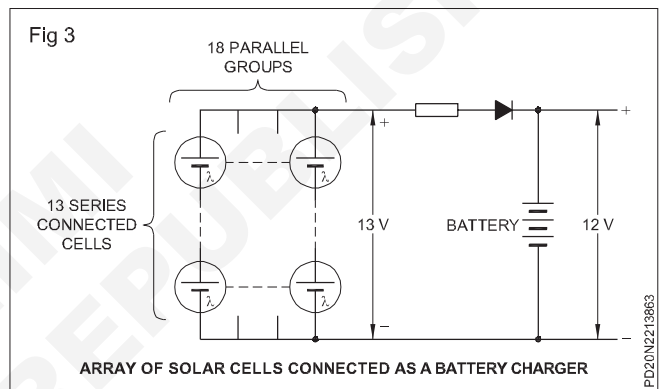 Fig 3
18 PARALLEL
GROUPS
13 SERIES
CONNECTED
CELLS
λ
λ
λ
λ
+
13 V
–
BATTERY
+
12 V
–
ARRAY OF SOLAR CELLS CONNECTED AS A BATTERY CHARGER
PD20N2213863